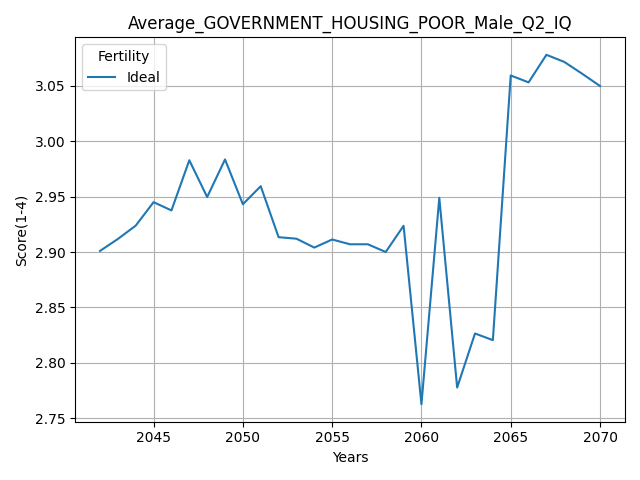 Average_GOVERNMENT_HOUSING_POOR_Male_Q2_IQ
Fertility
Ideal
3.05
3.00
2.95
2.90
2.85
2.80
2.75
Score(1-4)
2045 2050 2055 2060 2065 2070
Years